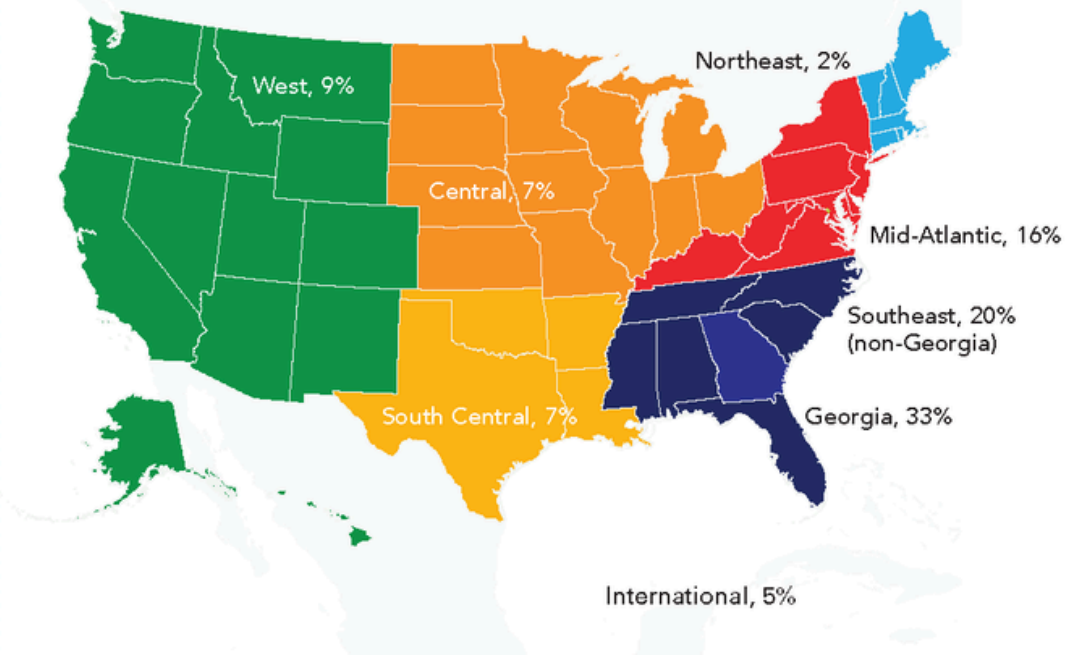 Northeast, 2%
West, 9%
Central, 7%
Mid-Atlantic, 16%
Southeast, 20%
(non-Georgia)
South Central, 7%
Georgia, 33%
International, 5%